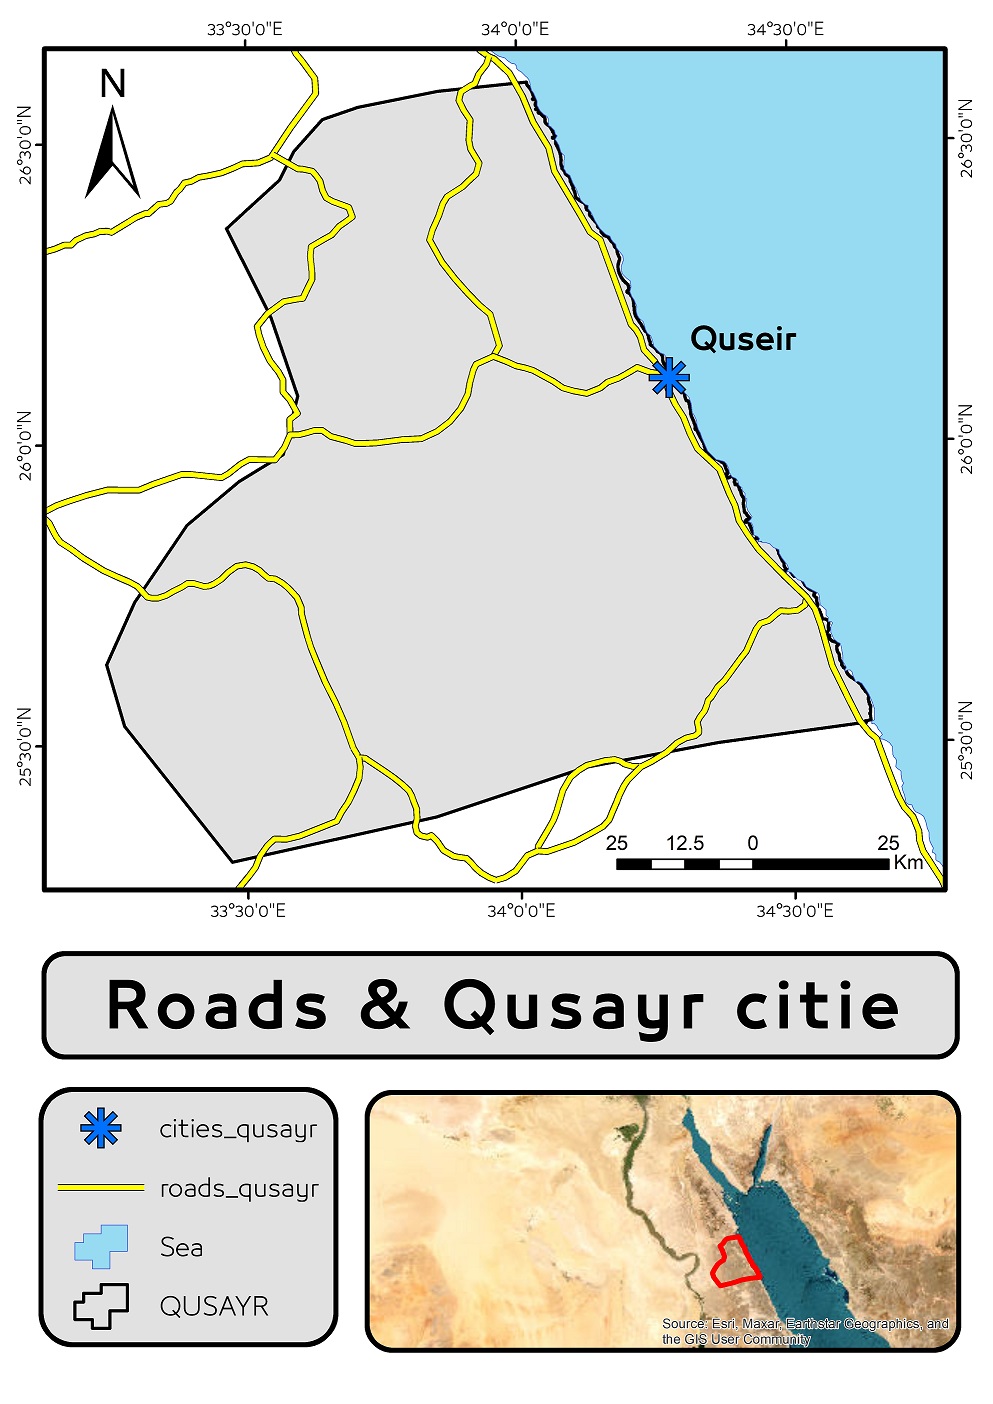 33°30'0"E 34°0'0"E 34°30'0"E
N
26°30'0"N
26°30'0"N
Quseir
26°0'0"N
26°0'0"N
25°30'0"N
25°30'0"N
25 12.5 0 25
Km
33°30'0"E 34°0'0"E 34°30'0"E
Roads & Qusayr citie
cities_qusayr
roads_qusayr
Sea
QUSAYR
Source: Esri, Maxar, Earthstar Geographics, and
the GIS User Community